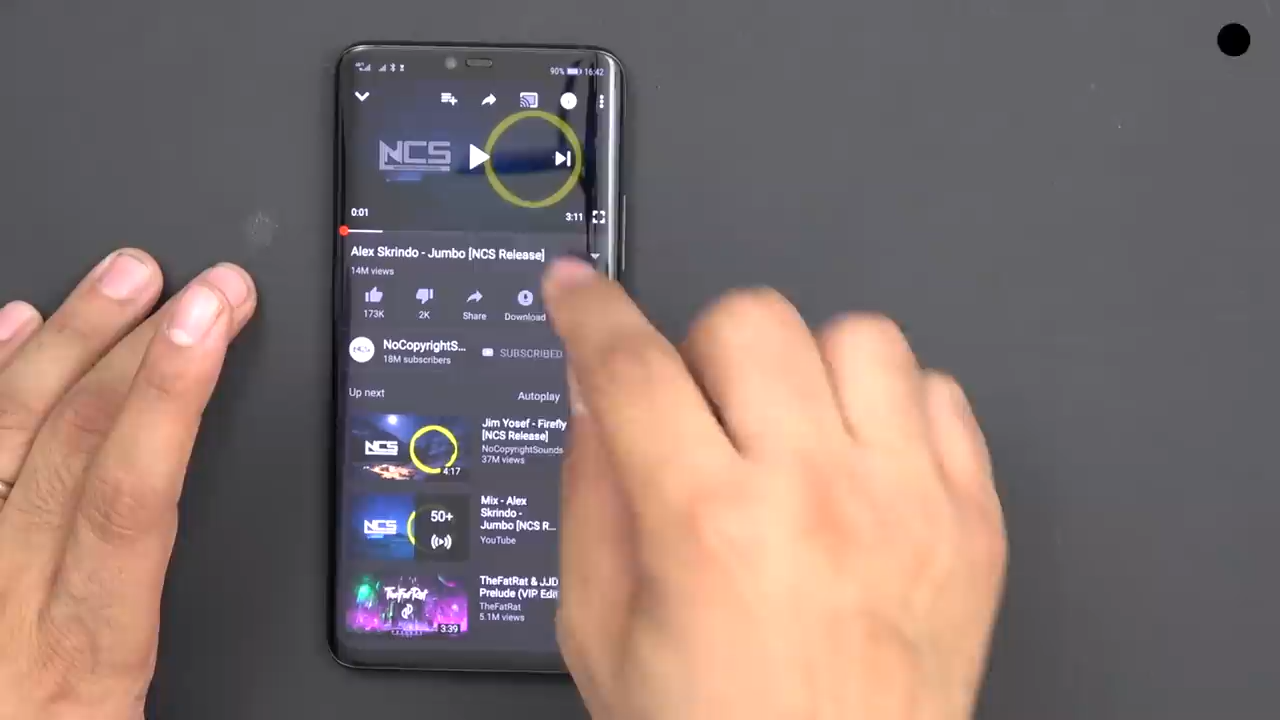 90% 16:42
NCS
0:01
3:11
Alex Skrindo - Jumbo [NCS Release]
14M views
173K
2K
Share
Download
NoCopyrightS...
18M subscribers
SUBSCRIBED
Up next
Autoplay
NCS
4:17
Jim Yosef - Firefly
[NCS Release]
NoCopyrightSounds
37M views
NCS
50+
Mix - Alex
Skrindo -
Jumbo [NCS R...
YouTube
TheFatRat
3:39
TheFatRat & JJD
Prelude (VIP Edit
TheFatRat
5.1M views